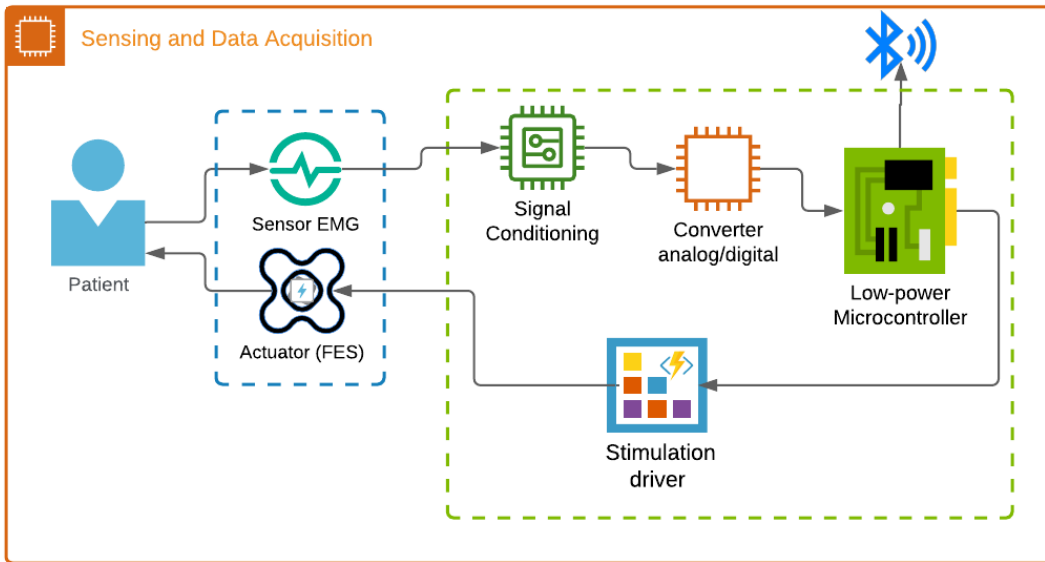 Sensing and Data Acquisition
Patient
Sensor EMG
Actuator (FES)
Signal
Conditioning
Converter
analog/digital
Low-power
Microcontroller
Stimulation
driver